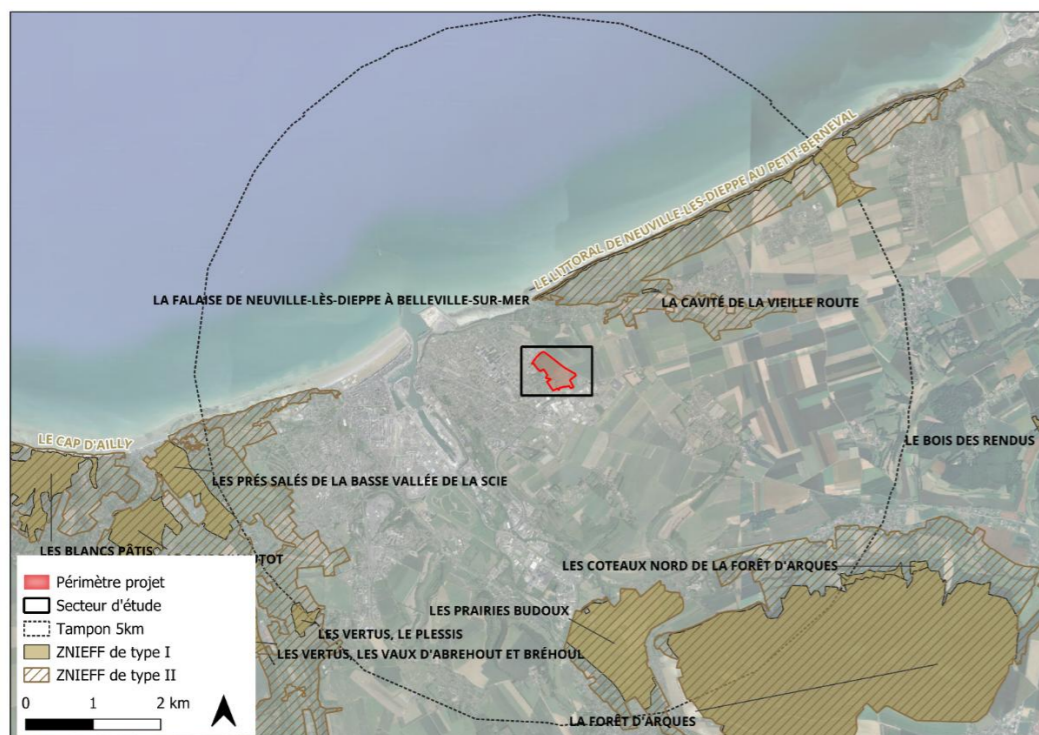 LE LITTORAL DE NEUVILLE-LES-DIEPPE AU PETIT-BERNEVAL
LA FALAISE DE NEUVILLE-LÈS-DIEPPE À BELLEVILLE-SUR-MER
LA CAVITÉ DE LA VIEILLE ROUTE
LE CAP D'AILLY
LE BOIS DES RENDUS
LES PRÉS SALÉS DE LA BASSE VALLÉE DE LA SCIE
LES BLANCS PÂTIS
LES COTEAUX NORD DE LA FORÊT D'ARQUES
LES PRAIRIES BUDOUX
LES VERTUS, LE PLESSIS
LES VERTUS, LES VAUX D'ABREHOUT ET BRÉHOUL
LA FORÊT D'ARQUES
Périmètre projet
Secteur d'étude
Tampon 5km
ZNIEFF de type I
ZNIEFF de type II
0 1 2 km